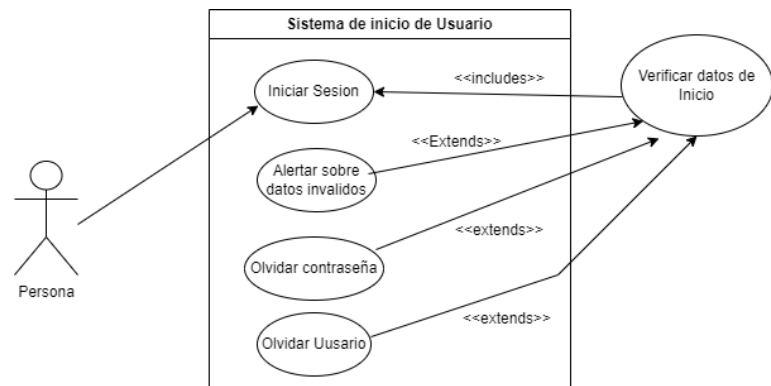 Sistema de inicio de Usuario
Iniciar Sesion
<<includes>>
Verificar datos de
Inicio
<<Extends>>
Alertar sobre
datos invalidos
<<extends>>
Olvidar contraseña
Persona
<<extends>>
Olvidar Uusario